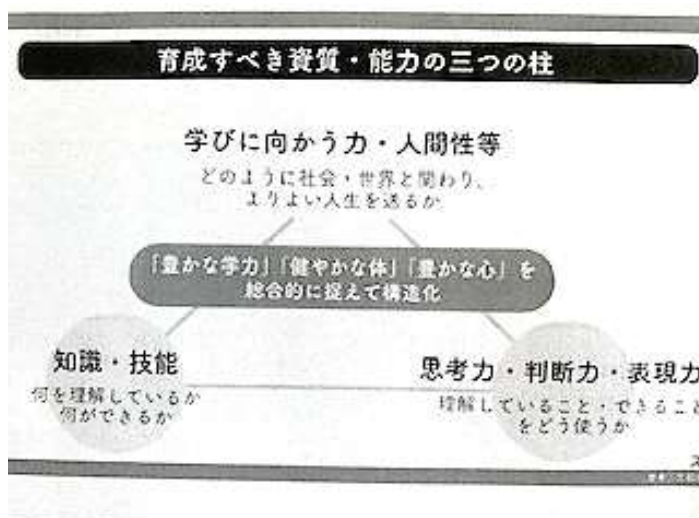 育成すべき資質・能力の三つの柱
学びに向かう力・人間性等
どのように社会・世界と関わり、
よりよい人生を送るか
「豊かな学力」「健やかな体」「豊かな心」を
総合的に捉えて構造化
知識・技能
何を理解しているか
何ができるか
思考力・判断力・表現力
理解していること・できること
をどう使うか